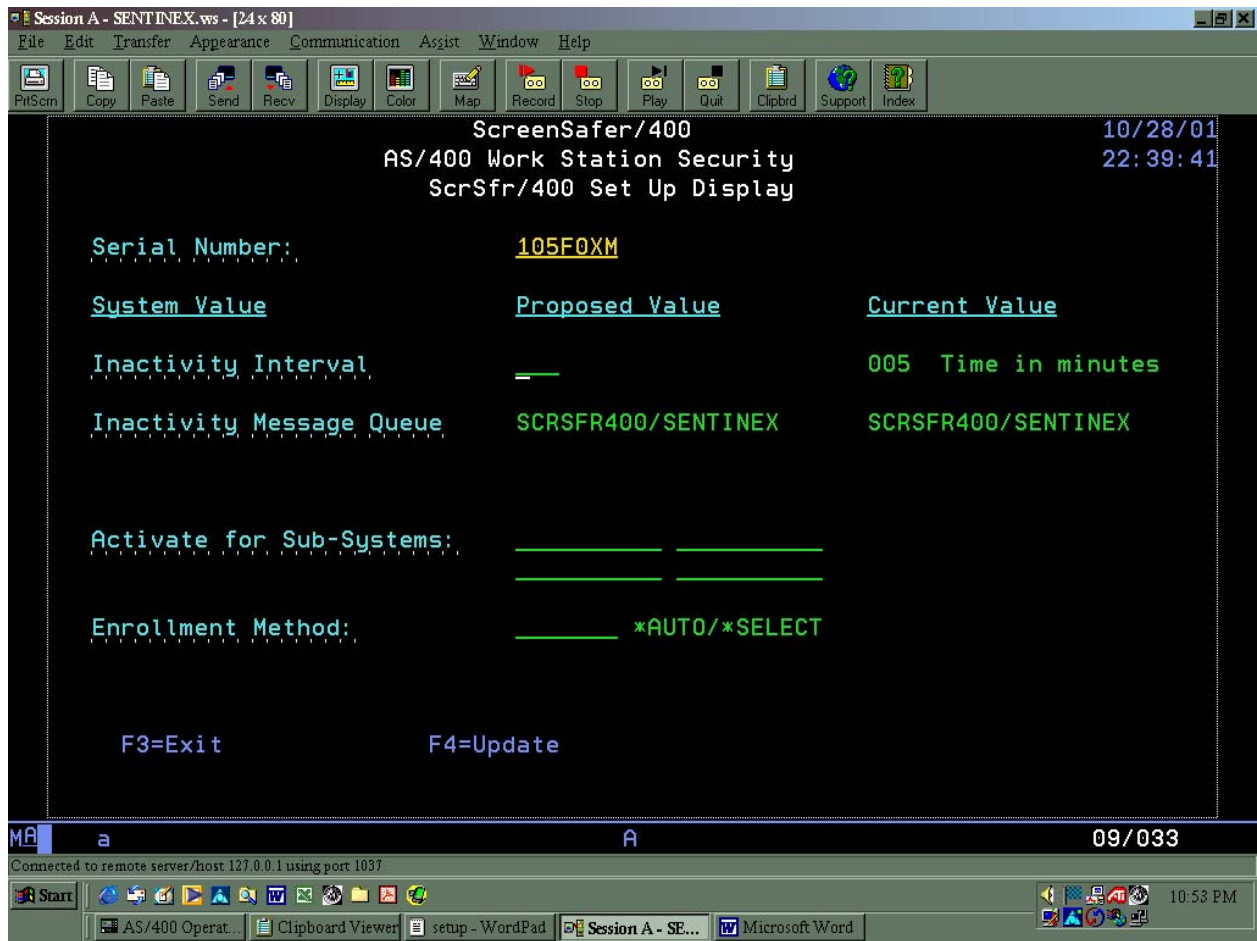 Session A - SENTINEX.ws - [24 x 80]
File Edit Transfer Appearance Communication Assist Window Help
PrtScrn Copy Paste Send Recv Display Color Map Record Stop Play Quit Clipbrd Support Index
ScreenSafer/400 10/28/01
AS/400 Work Station Security 22:39:41
ScrSfr/400 Set Up Display
Serial Number: 105F0XM
System Value Proposed Value Current Value
Inactivity Interval 005 Time in minutes
Inactivity Message Queue SCRSFR400/SENTINEX SCRSFR400/SENTINEX
Activate for Sub-Systems:
Enrollment Method: *AUTO/*SELECT
F3=Exit F4=Update
MA a A 09/033
Connected to remote server/host 127.0.0.1 using port 1037
Start 10:53 PM
AS/400 Operat... Clipboard Viewer setup - WordPad Session A - SE... Microsoft Word